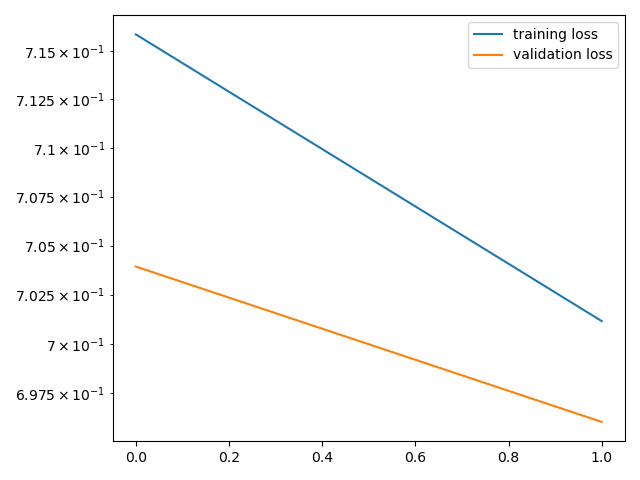 training loss
validation loss
7.15 × 10⁻¹
7.125 × 10⁻¹
7.1 × 10⁻¹
7.075 × 10⁻¹
7.05 × 10⁻¹
7.025 × 10⁻¹
7 × 10⁻¹
6.975 × 10⁻¹
0.0 0.2 0.4 0.6 0.8 1.0